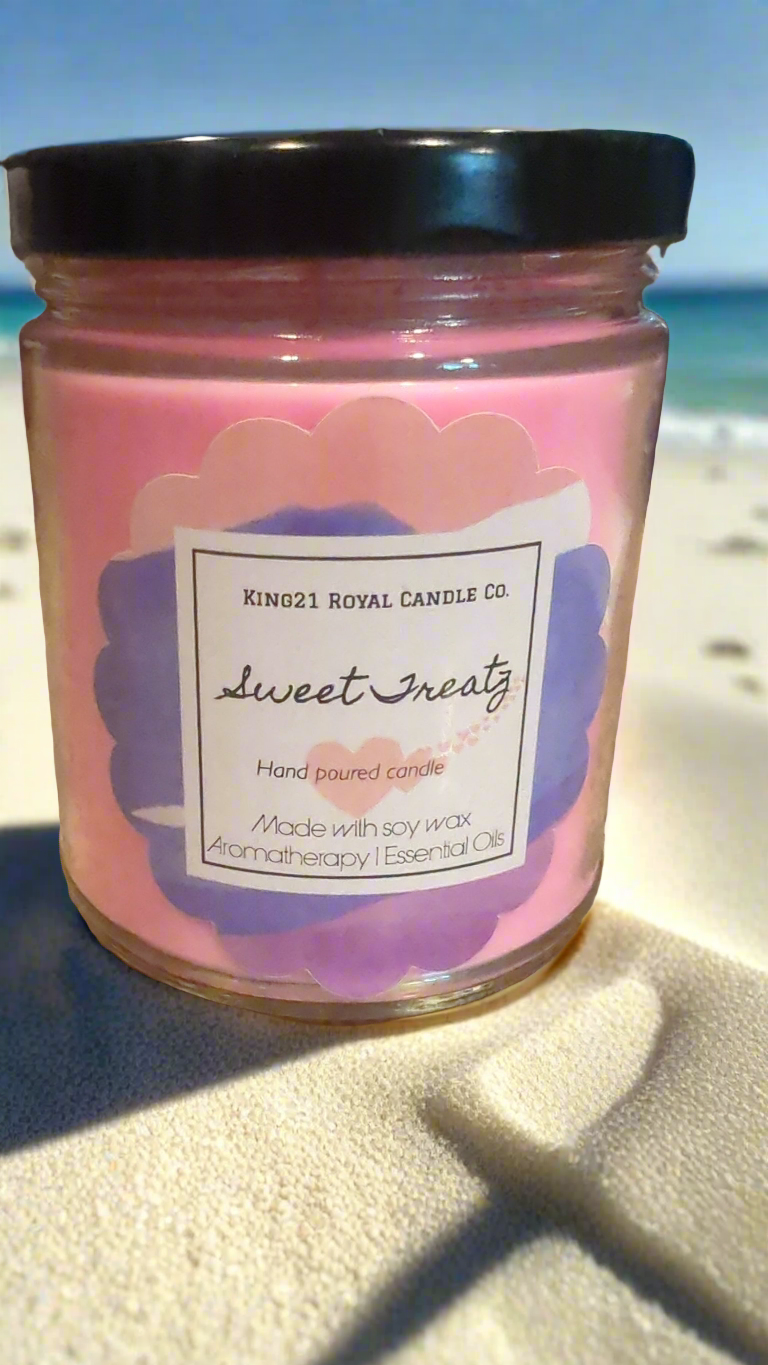 King21 Royal Candle Co.
Sweet Treatz
Hand poured candle
Made with soy wax
Aromatherapy | Essential Oils